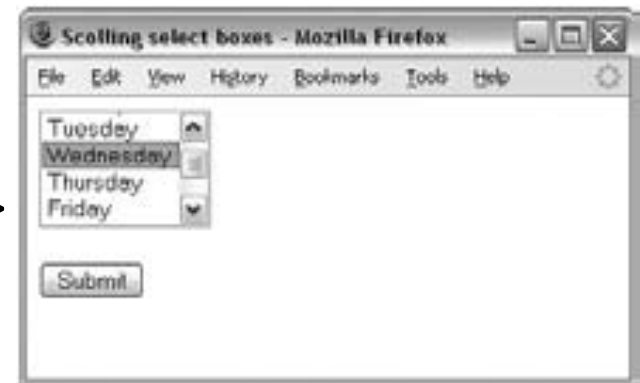 Scolling select boxes - Mozilla Firefox
File Edit View History Bookmarks Tools Help
Tuesday
Wednesday
Thursday
Friday
Submit